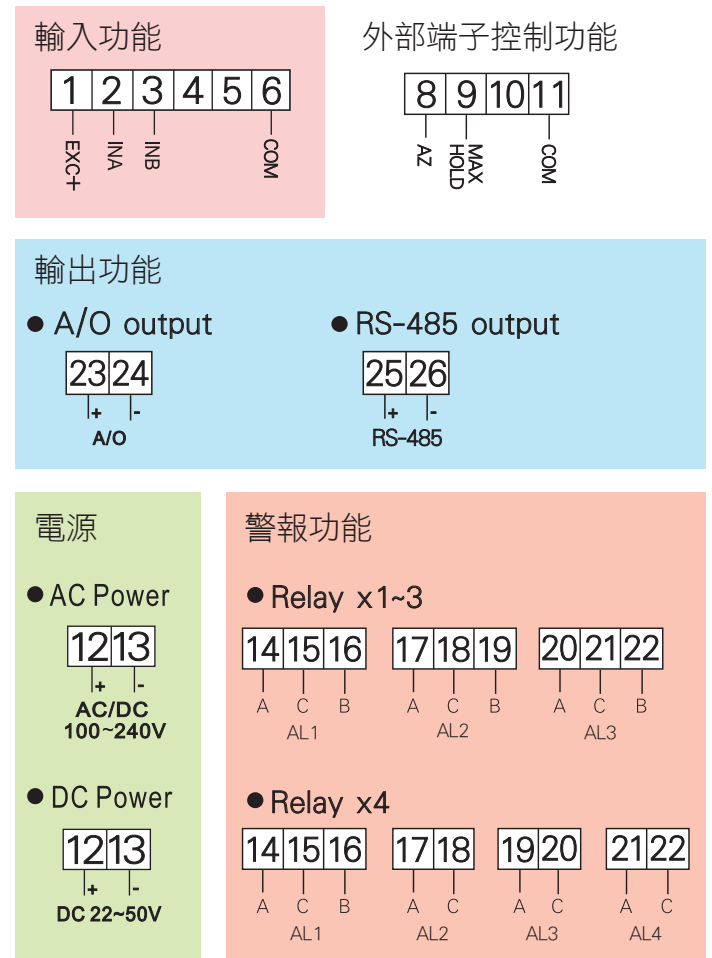 輸入功能
1 2 3 4 5 6
EXC+ INA INB COM
外部端子控制功能
8 9 10 11
AZ MAX HOLD COM
輸出功能
● A/O output
23 24
+ -
A/O
● RS-485 output
25 26
+ -
RS-485
電源
● AC Power
12 13
+ -
AC/DC
100~240V
● DC Power
12 13
+ -
DC 22~50V
警報功能
● Relay x1~3
14 15 16 17 18 19 20 21 22
A C B A C B A C B
AL1 AL2 AL3
● Relay x4
14 15 16 17 18 19 20 21 22
A C B A C A C A C
AL1 AL2 AL3 AL4